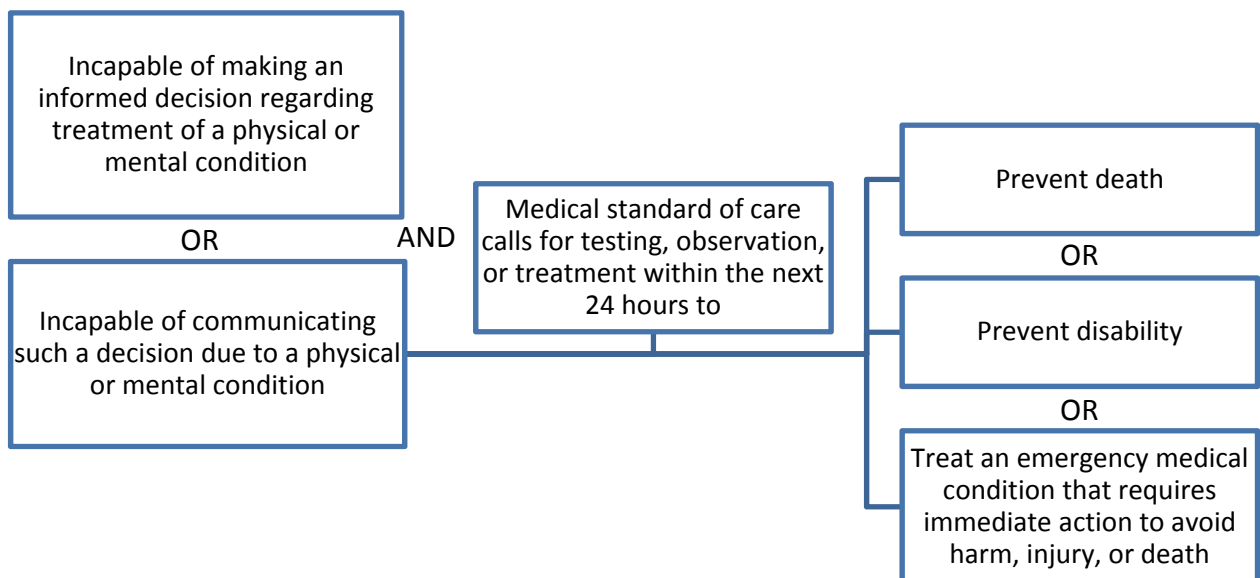 Incapable of making an
informed decision regarding
treatment of a physical or
mental condition
OR
Incapable of communicating
such a decision due to a physical
or mental condition
AND
Medical standard of care
calls for testing, observation,
or treatment within the next
24 hours to
Prevent death
OR
Prevent disability
OR
Treat an emergency medical
condition that requires
immediate action to avoid
harm, injury, or death